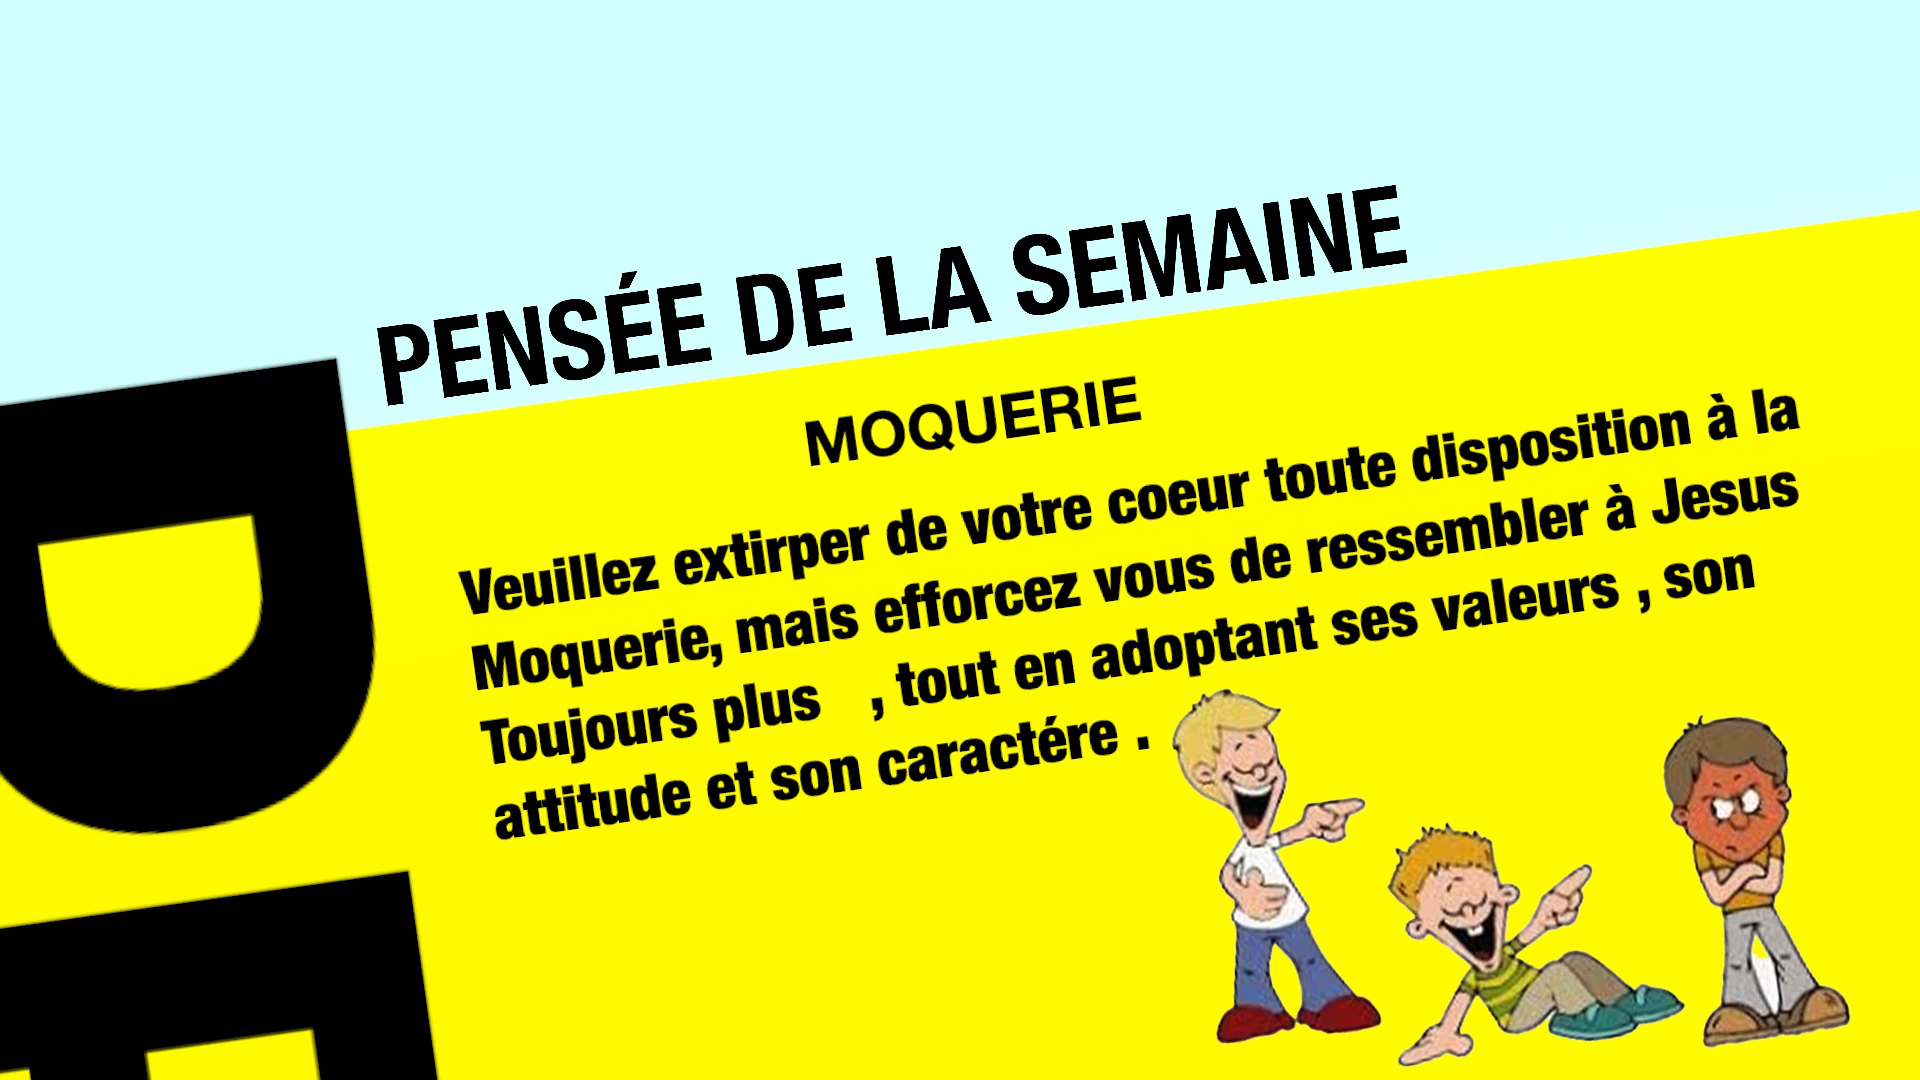 PENSÉE DE LA SEMAINE
MOQUERIE
Veuillez extirper de votre coeur toute disposition à la
Moquerie, mais efforcez vous de ressembler à Jesus
Toujours plus , tout en adoptant ses valeurs , son
attitude et son caractére .
D